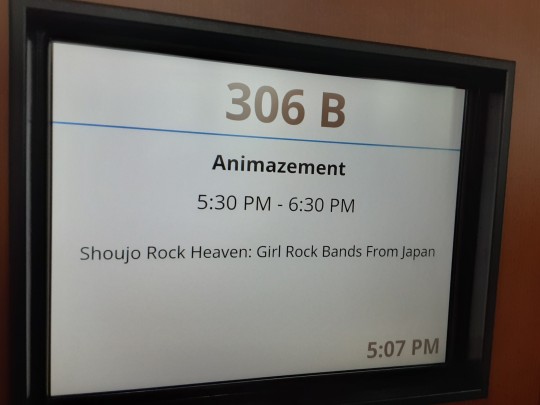 306 B
Animazement
5:30 PM - 6:30 PM
Shoujo Rock Heaven: Girl Rock Bands From Japan
5:07 PM